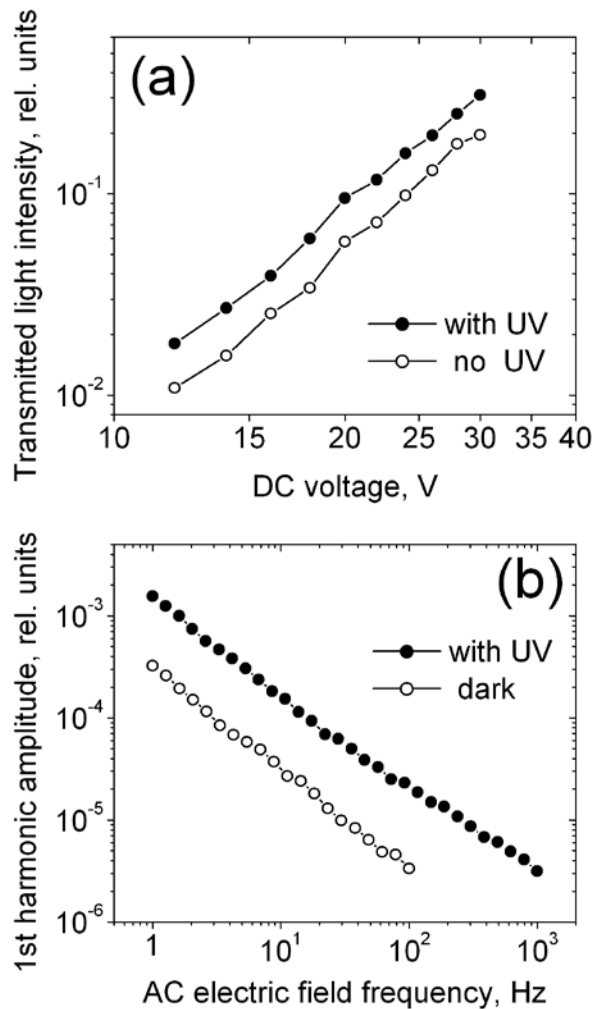 Transmitted light intensity, rel. units
(a)
10⁻¹
10⁻²
with UV
no UV
10 15 20 25 30 35 40
DC voltage, V
1st harmonic amplitude, rel. units
(b)
10⁻³
10⁻⁴
10⁻⁵
10⁻⁶
with UV
dark
1 10¹ 10² 10³
AC electric field frequency, Hz